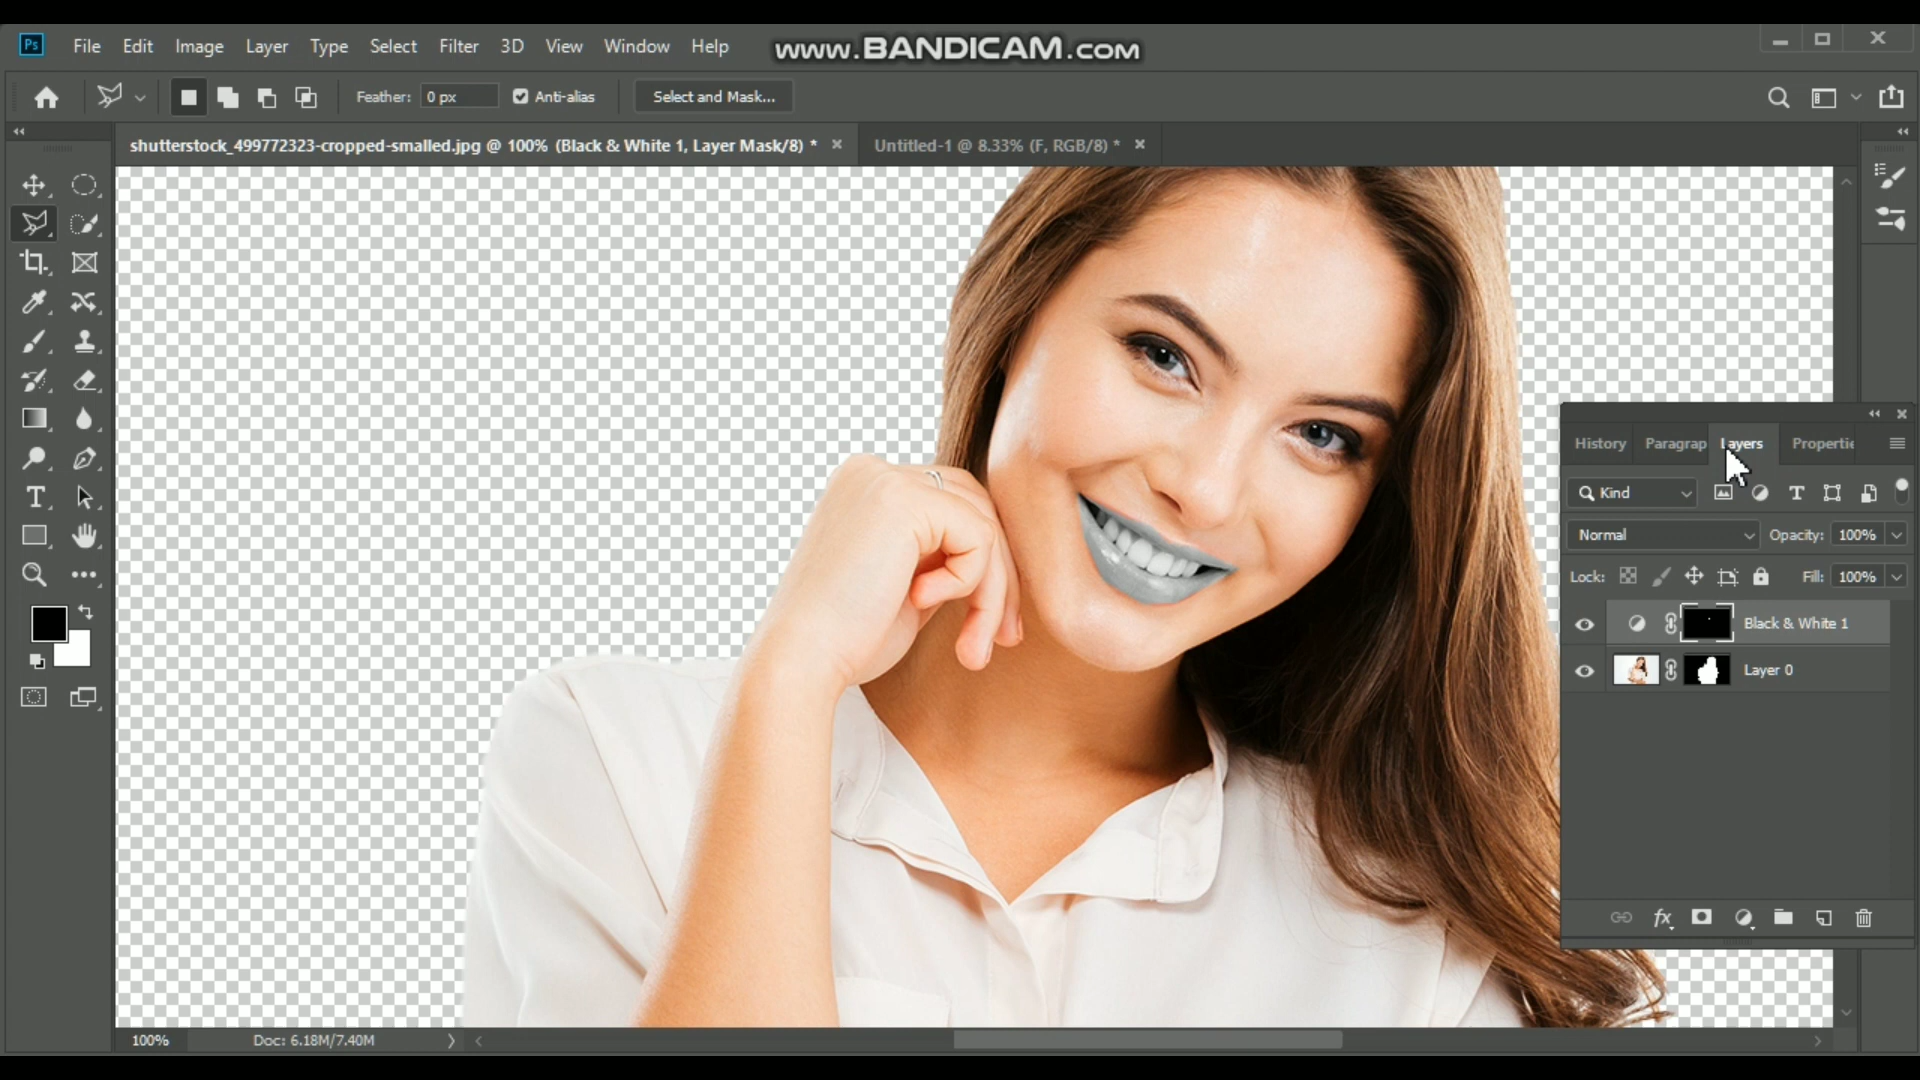 Ps File Edit Image Layer Type Select Filter 3D View Window Help www.BANDICAM.com
Feather: 0 px Anti-alias Select and Mask...
shutterstock_499772323-cropped-smalled.jpg @ 100% (Black & White 1, Layer Mask/8) * Untitled-1 @ 8.33% (F, RGB/8) *
History Paragrap Layers Propertie
Kind
Normal Opacity: 100%
Lock: Fill: 100%
Black & White 1
Layer 0
100% Doc: 6.18M/7.40M